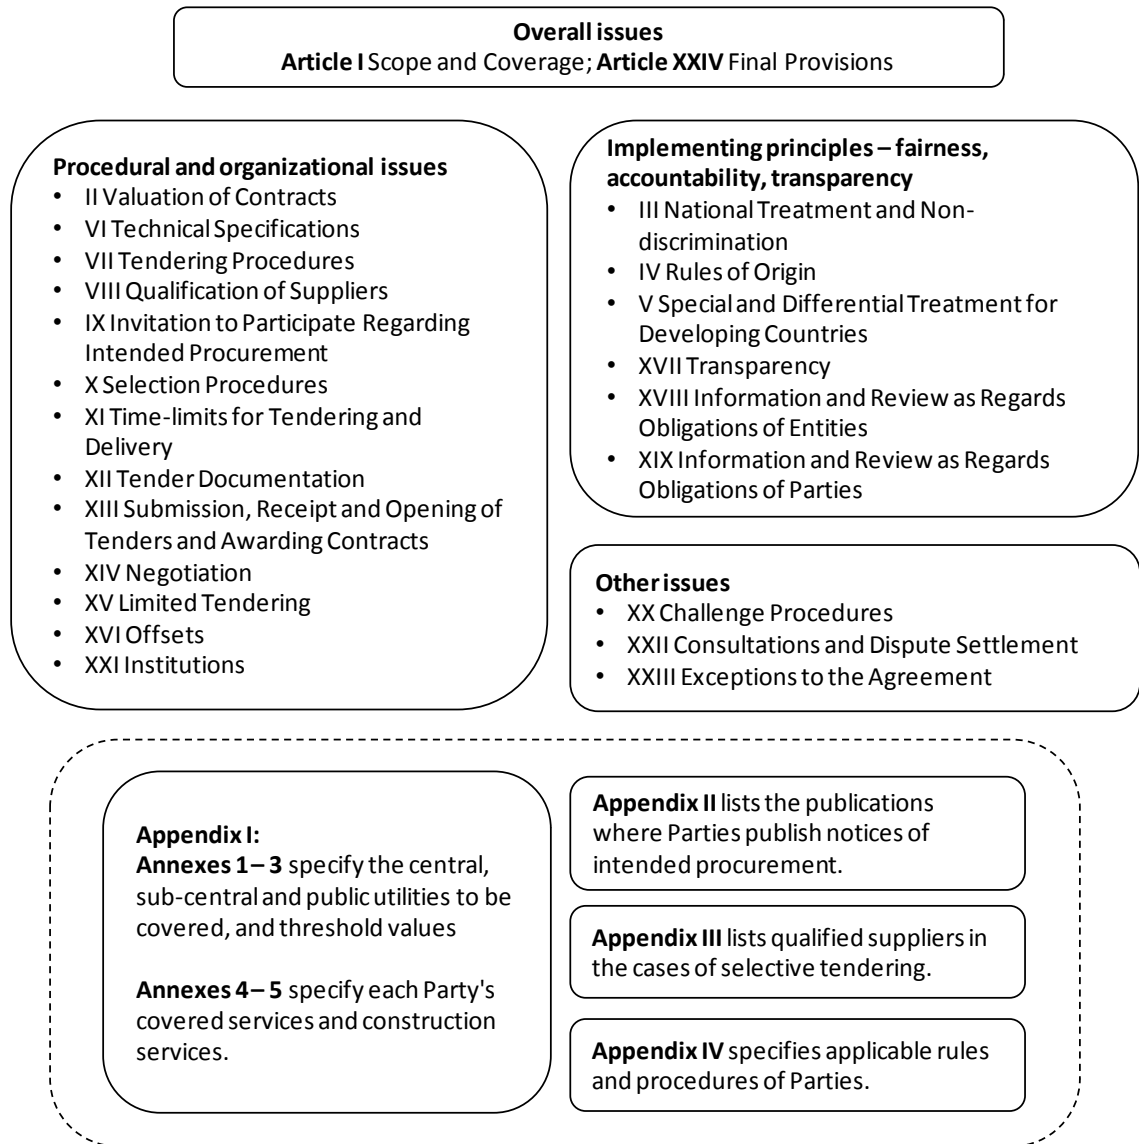 Overall issues
Article I Scope and Coverage; Article XXIV Final Provisions
Procedural and organizational issues
• II Valuation of Contracts
• VI Technical Specifications
• VII Tendering Procedures
• VIII Qualification of Suppliers
• IX Invitation to Participate Regarding
Intended Procurement
• X Selection Procedures
• XI Time-limits for Tendering and
Delivery
• XII Tender Documentation
• XIII Submission, Receipt and Opening of
Tenders and Awarding Contracts
• XIV Negotiation
• XV Limited Tendering
• XVI Offsets
• XXI Institutions
Implementing principles – fairness,
accountability, transparency
• III National Treatment and Non-
discrimination
• IV Rules of Origin
• V Special and Differential Treatment for
Developing Countries
• XVII Transparency
• XVIII Information and Review as Regards
Obligations of Entities
• XIX Information and Review as Regards
Obligations of Parties
Other issues
• XX Challenge Procedures
• XXII Consultations and Dispute Settlement
• XXIII Exceptions to the Agreement
Appendix I:
Annexes 1 – 3 specify the central,
sub-central and public utilities to be
covered, and threshold values
Annexes 4 – 5 specify each Party's
covered services and construction
services.
Appendix II lists the publications
where Parties publish notices of
intended procurement.
Appendix III lists qualified suppliers in
the cases of selective tendering.
Appendix IV specifies applicable rules
and procedures of Parties.